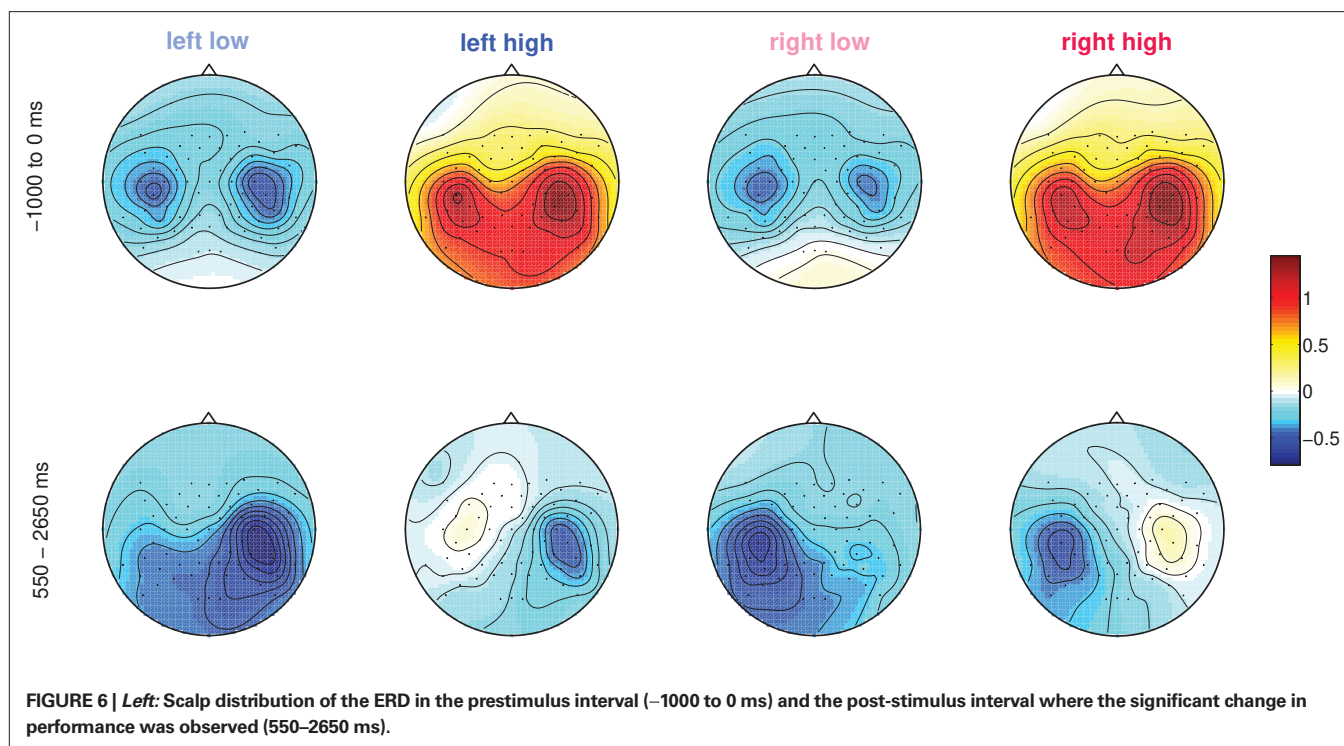 left low
left high
right low
right high
−1000 to 0 ms
1
0.5
0
−0.5
550 – 2650 ms
FIGURE 6 | Left: Scalp distribution of the ERD in the prestimulus interval (−1000 to 0 ms) and the post-stimulus interval where the significant change in
performance was observed (550–2650 ms).